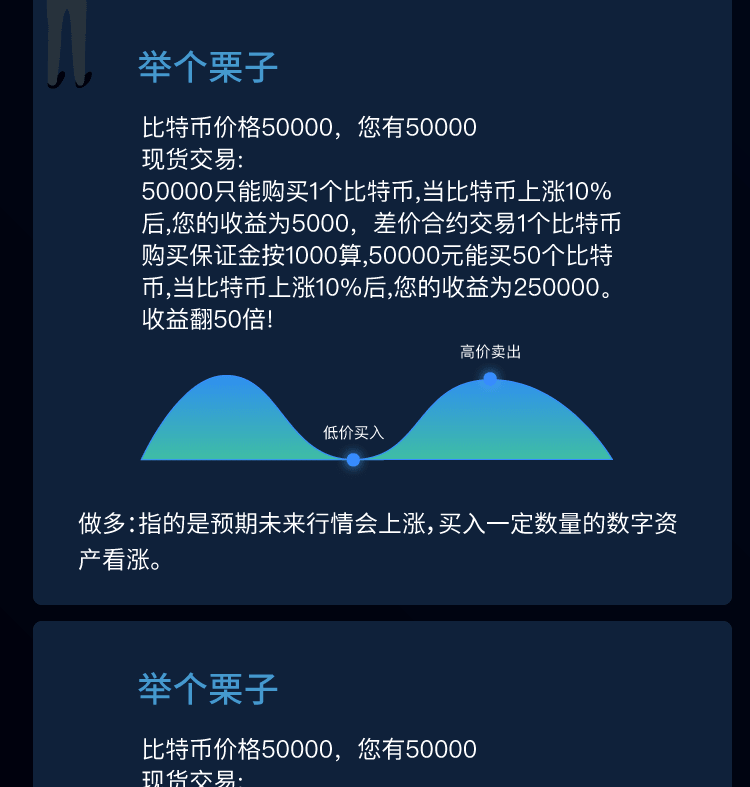 举个栗子
比特币价格50000，您有50000
现货交易:
50000只能购买1个比特币,当比特币上涨10%
后,您的收益为5000，差价合约交易1个比特币
购买保证金按1000算,50000元能买50个比特
币,当比特币上涨10%后,您的收益为250000。
收益翻50倍!
高价卖出
低价买入
做多:指的是预期未来行情会上涨,买入一定数量的数字资
产看涨。
举个栗子
比特币价格50000，您有50000
现货交易: